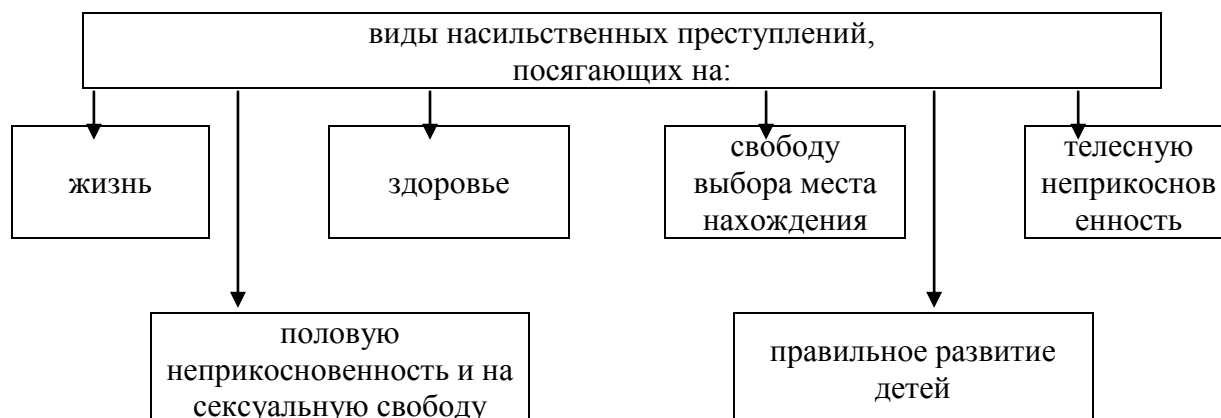 виды насильственных преступлений,
посягающих на:
жизнь
здоровье
свободу
выбора места
нахождения
телесную
неприкоснов
енность
половую
неприкосновенность и на
сексуальную свободу
правильное развитие
детей